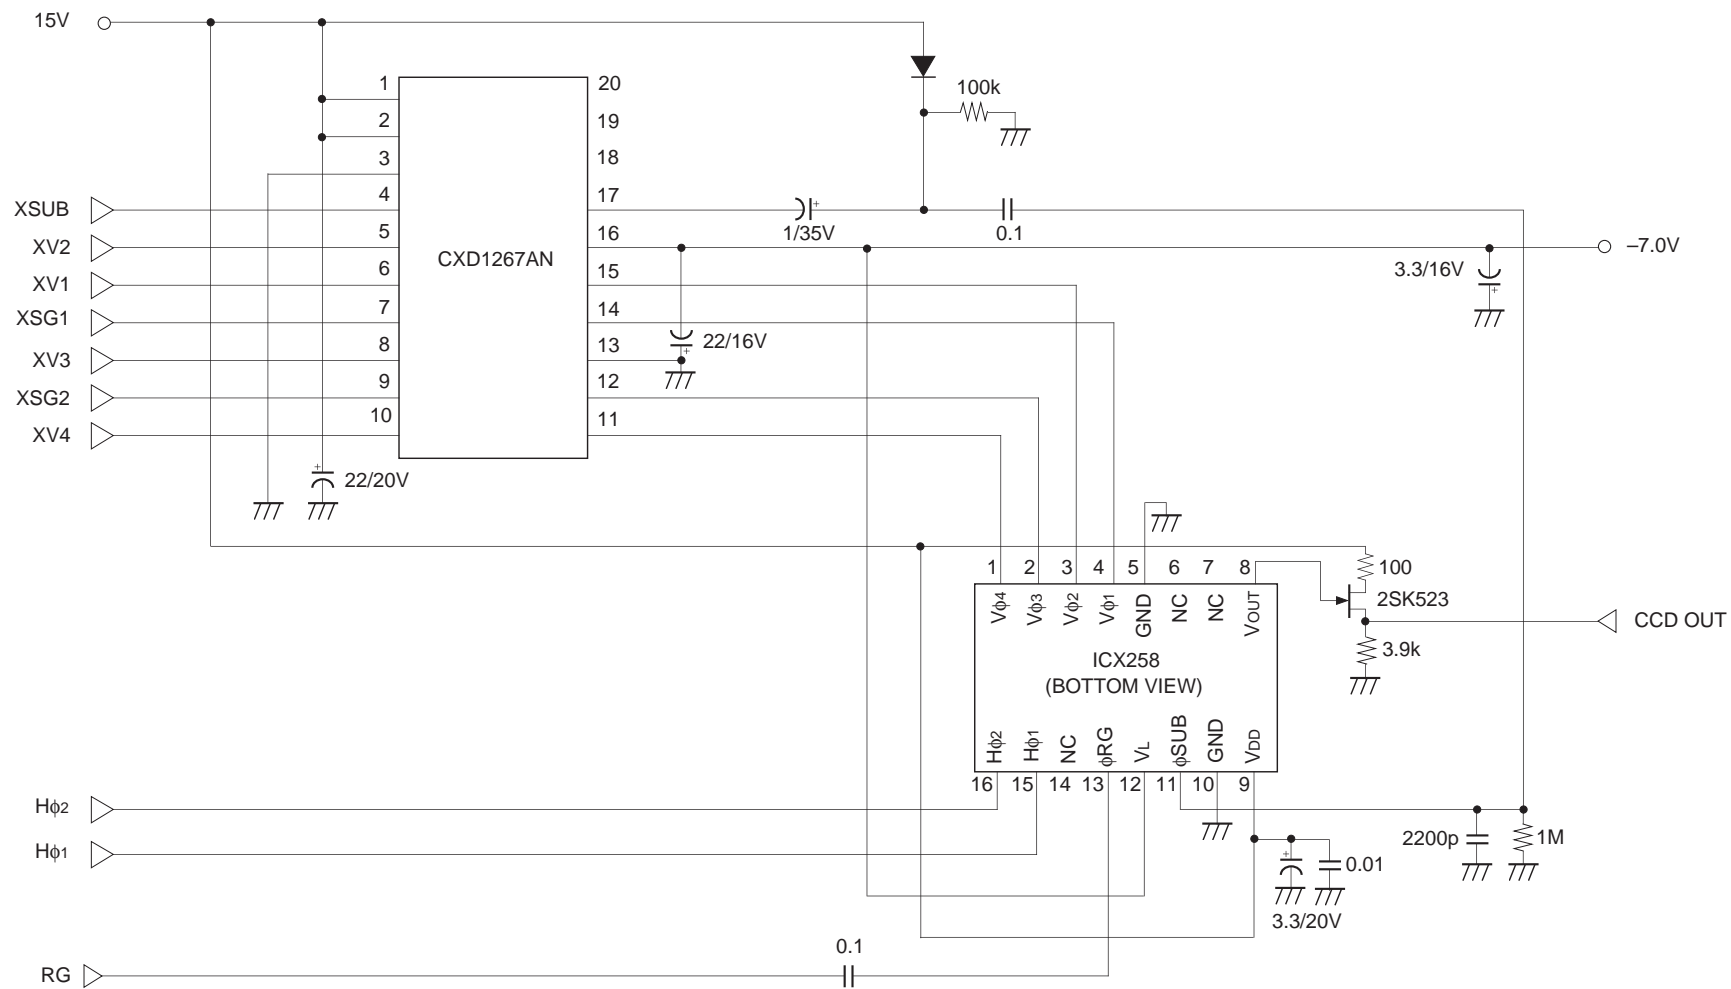 15V
1
2
3
4
5
6
7
8
9
10
20
19
18
17
16
15
14
13
12
11
CXD1267AN
XSUB
XV2
XV1
XSG1
XV3
XSG2
XV4
100k
+
1/35V
0.1
–7.0V
3.3/16V
+
22/16V
+
+
22/20V
1 2 3 4 5 6 7 8
Vϕ4 Vϕ3 Vϕ2 Vϕ1 GND NC NC VOUT
ICX258
(BOTTOM VIEW)
Hϕ2 Hϕ1 NC ϕRG VL ϕSUB GND VDD
16 15 14 13 12 11 10 9
100
2SK523
3.9k
CCD OUT
Hϕ2
Hϕ1
2200p
1M
+
0.01
3.3/20V
0.1
RG